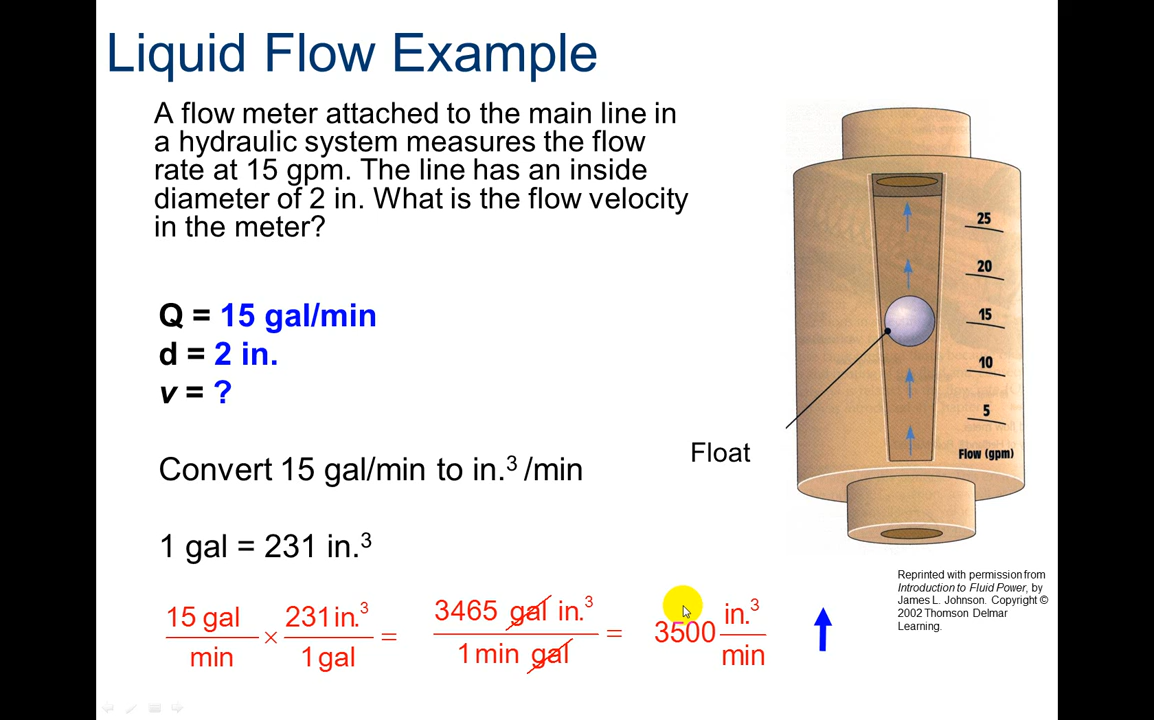 Liquid Flow Example
A flow meter attached to the main line in
a hydraulic system measures the flow
rate at 15 gpm. The line has an inside
diameter of 2 in. What is the flow velocity
in the meter?
Q = 15 gal/min
d = 2 in.
v = ?
Convert 15 gal/min to in.³ /min
1 gal = 231 in.³
15 gal / min × 231 in.³ / 1 gal = 3465 gal in.³ / 1 min gal = 3500 in.³ / min
25
20
15
10
5
Flow (gpm)
Float
Reprinted with permission from
Introduction to Fluid Power, by
James L. Johnson. Copyright ©
2002 Thomson Delmar
Learning.